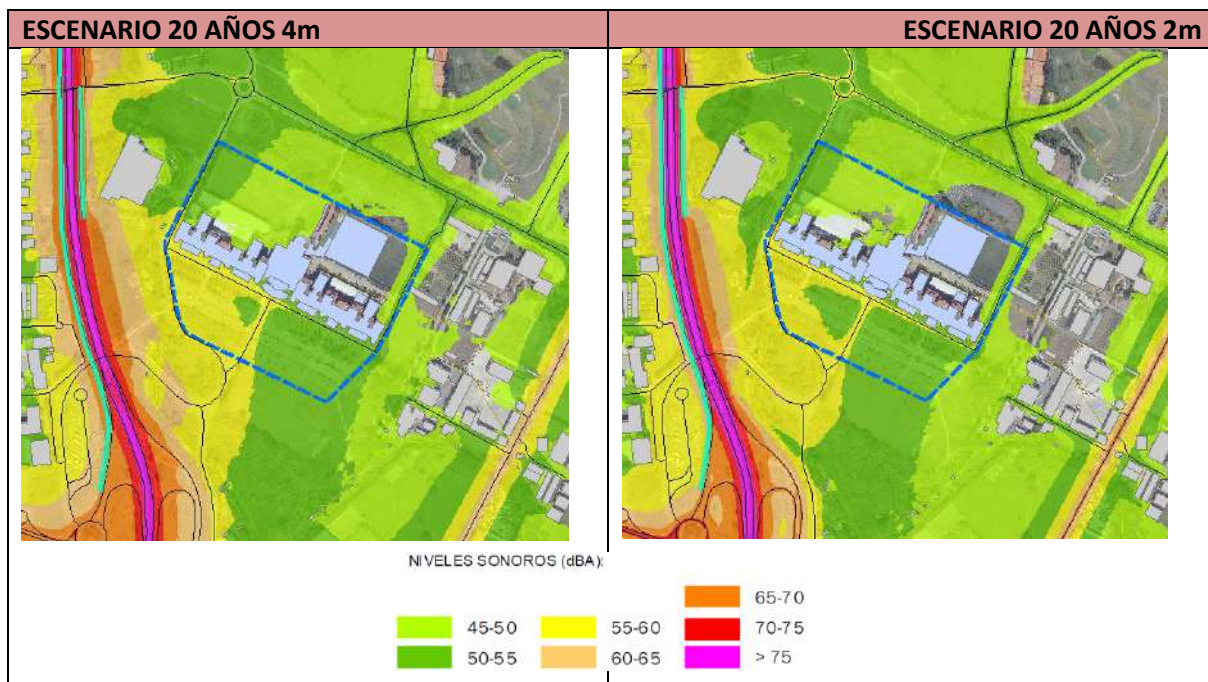 ESCENARIO 20 AÑOS 4m
ESCENARIO 20 AÑOS 2m
NIVELES SONOROS (dBA):
45-50
50-55
55-60
60-65
65-70
70-75
> 75